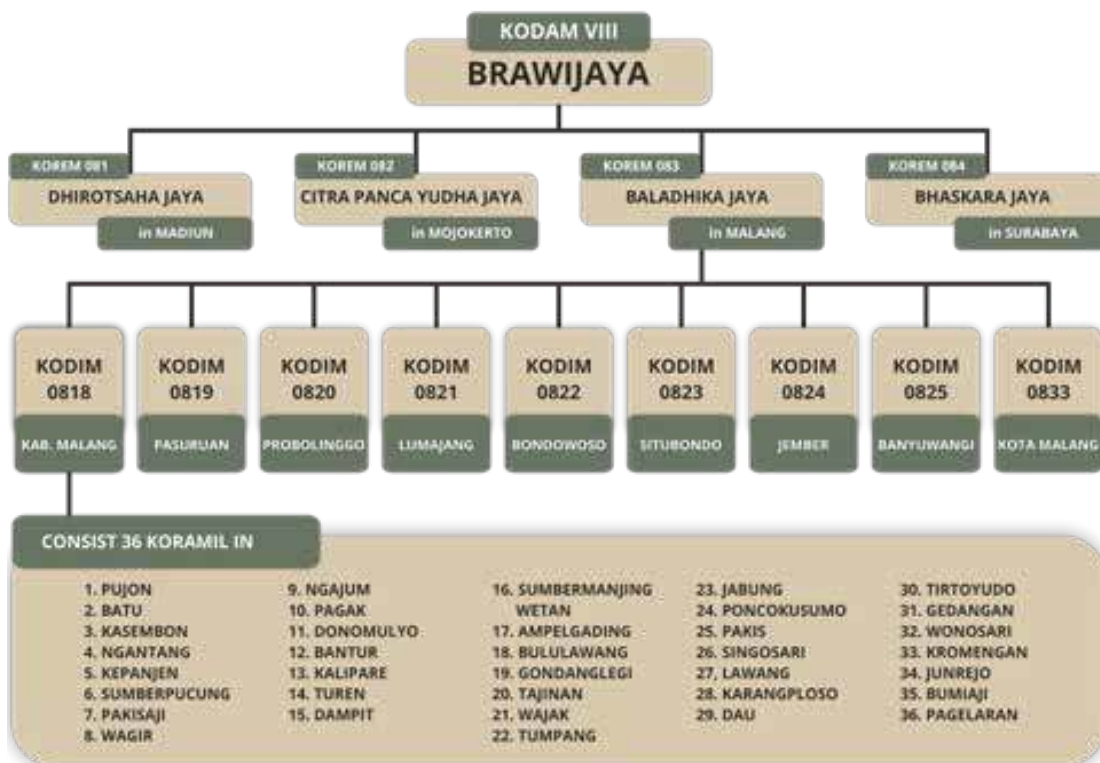 KODAM VIII
BRAWIJAYA
KOREM 081
DHIROTSAHA JAYA
in MADIUN
KOREM 082
CITRA PANCA YUDHA JAYA
in MOJOKERTO
KOREM 083
BALADHIKA JAYA
in MALANG
KOREM 084
BHASKARA JAYA
in SURABAYA
KODIM
0818
KAB. MALANG
KODIM
0819
PASURUAN
KODIM
0820
PROBOLINGGO
KODIM
0821
LUMAJANG
KODIM
0822
BONDOWOSO
KODIM
0823
SITUBONDO
KODIM
0824
JEMBER
KODIM
0825
BANYUWANGI
KODIM
0833
KOTA MALANG
CONSIST 36 KORAMIL IN
1. PUJON
2. BATU
3. KASEMBON
4. NGANTANG
5. KEPANJEN
6. SUMBERPUCUNG
7. PAKISAJI
8. WAGIR
9. NGAJUM
10. PAGAK
11. DONOMULYO
12. BANTUR
13. KALIPARE
14. TUREN
15. DAMPIT
16. SUMBERMANJING
WETAN
17. AMPELGADING
18. BULULAWANG
19. GONDANGLEGI
20. TAJINAN
21. WAJAK
22. TUMPANG
23. JABUNG
24. PONCOKUSUMO
25. PAKIS
26. SINGOSARI
27. LAWANG
28. KARANGPLOSO
29. DAU
30. TIRTOYUDO
31. GEDANGAN
32. WONOSARI
33. KROMENGAN
34. JUNREJO
35. BUMIAJI
36. PAGELARAN